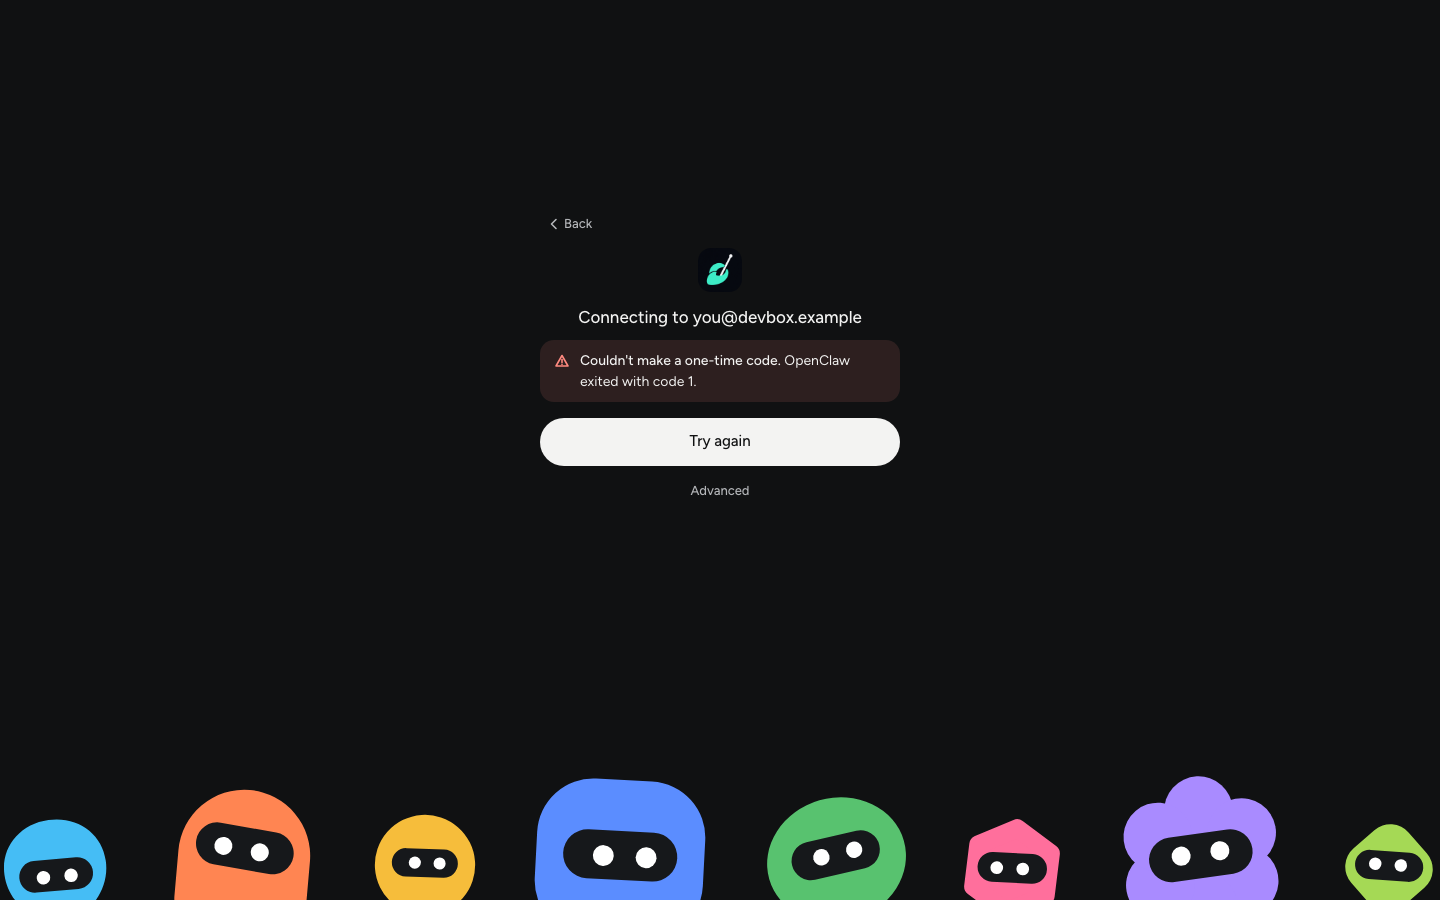 Back
Connecting to you@devbox.example
Couldn't make a one-time code. OpenClaw
exited with code 1.
Try again
Advanced